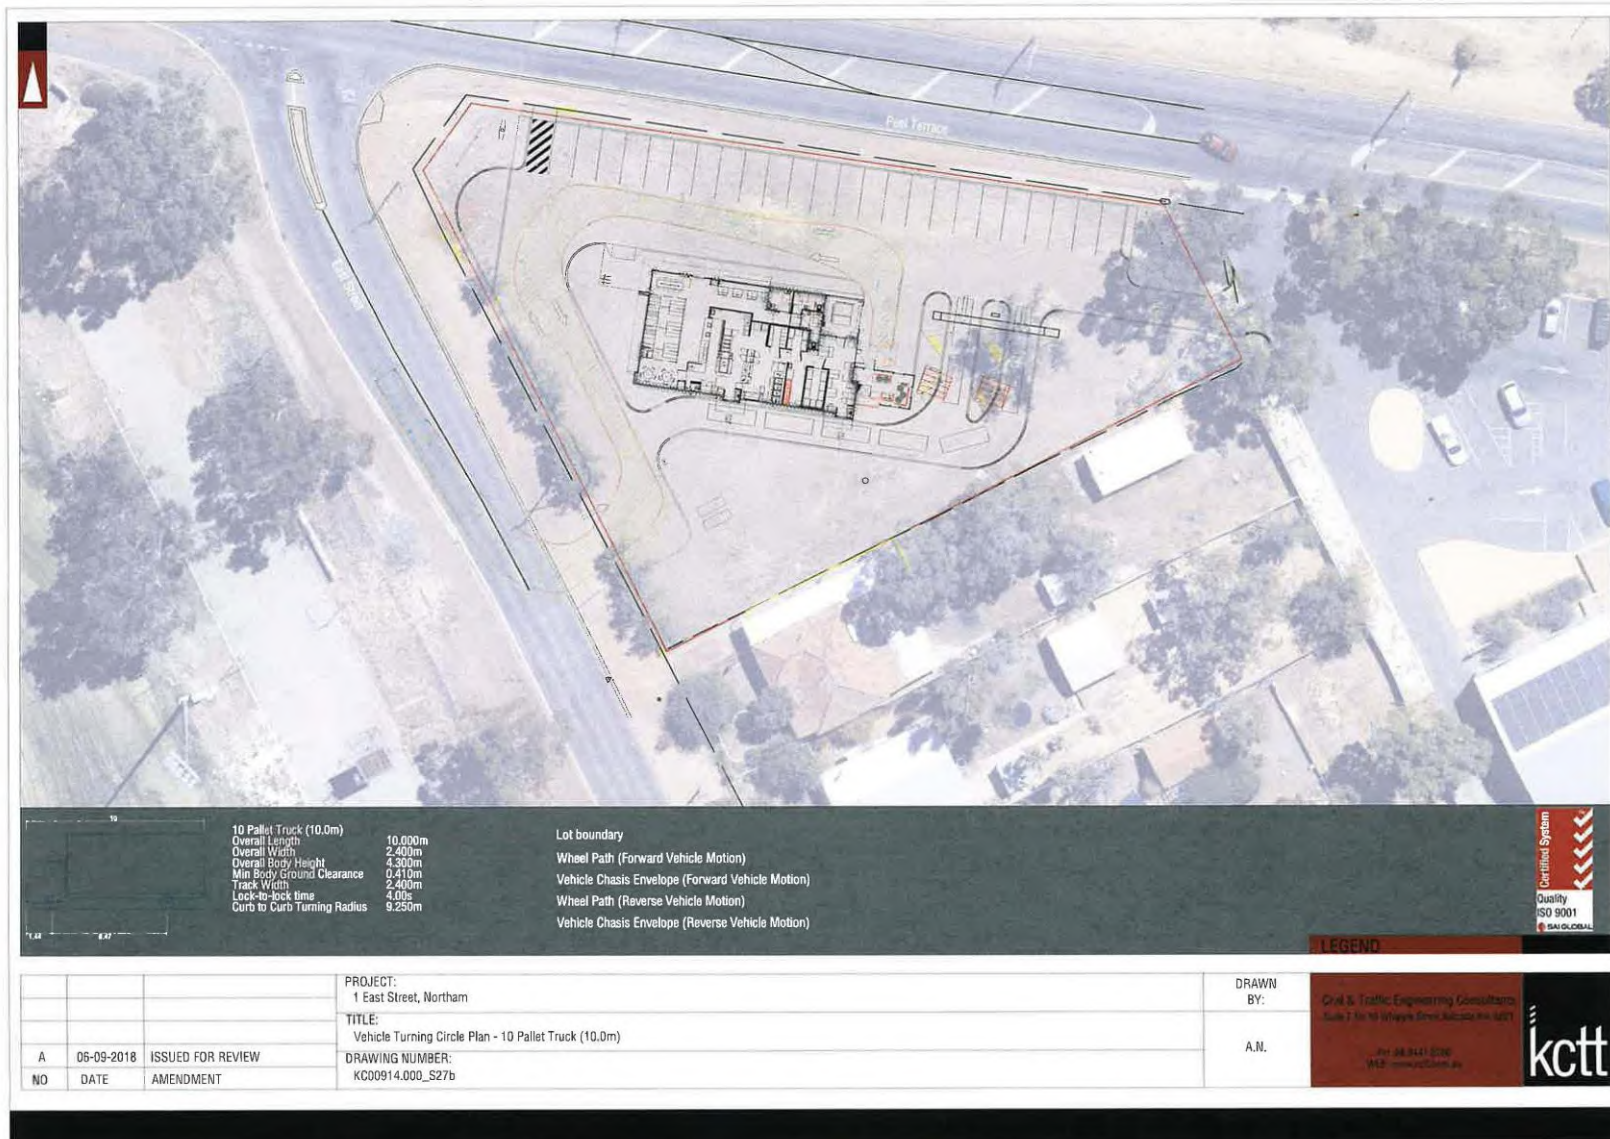 Peel Terrace
East Street
10
10 Pallet Truck (10.0m)
Overall Length 10.000m
Overall Width 2.400m
Overall Body Height 4.300m
Min Body Ground Clearance 0.410m
Track Width 2.400m
Lock-to-lock time 4.00s
Curb to Curb Turning Radius 9.250m
Lot boundary
Wheel Path (Forward Vehicle Motion)
Vehicle Chasis Envelope (Forward Vehicle Motion)
Wheel Path (Reverse Vehicle Motion)
Vehicle Chasis Envelope (Reverse Vehicle Motion)
Certified System
Quality
ISO 9001
SAI GLOBAL
LEGEND
PROJECT:
1 East Street, Northam
TITLE:
Vehicle Turning Circle Plan - 10 Pallet Truck (10.0m)
DRAWING NUMBER:
KC00914.000_S27b
A 06-09-2018 ISSUED FOR REVIEW
NO DATE AMENDMENT
DRAWN
BY:
A.N.
Civil & Traffic Engineering Consultants
kctt